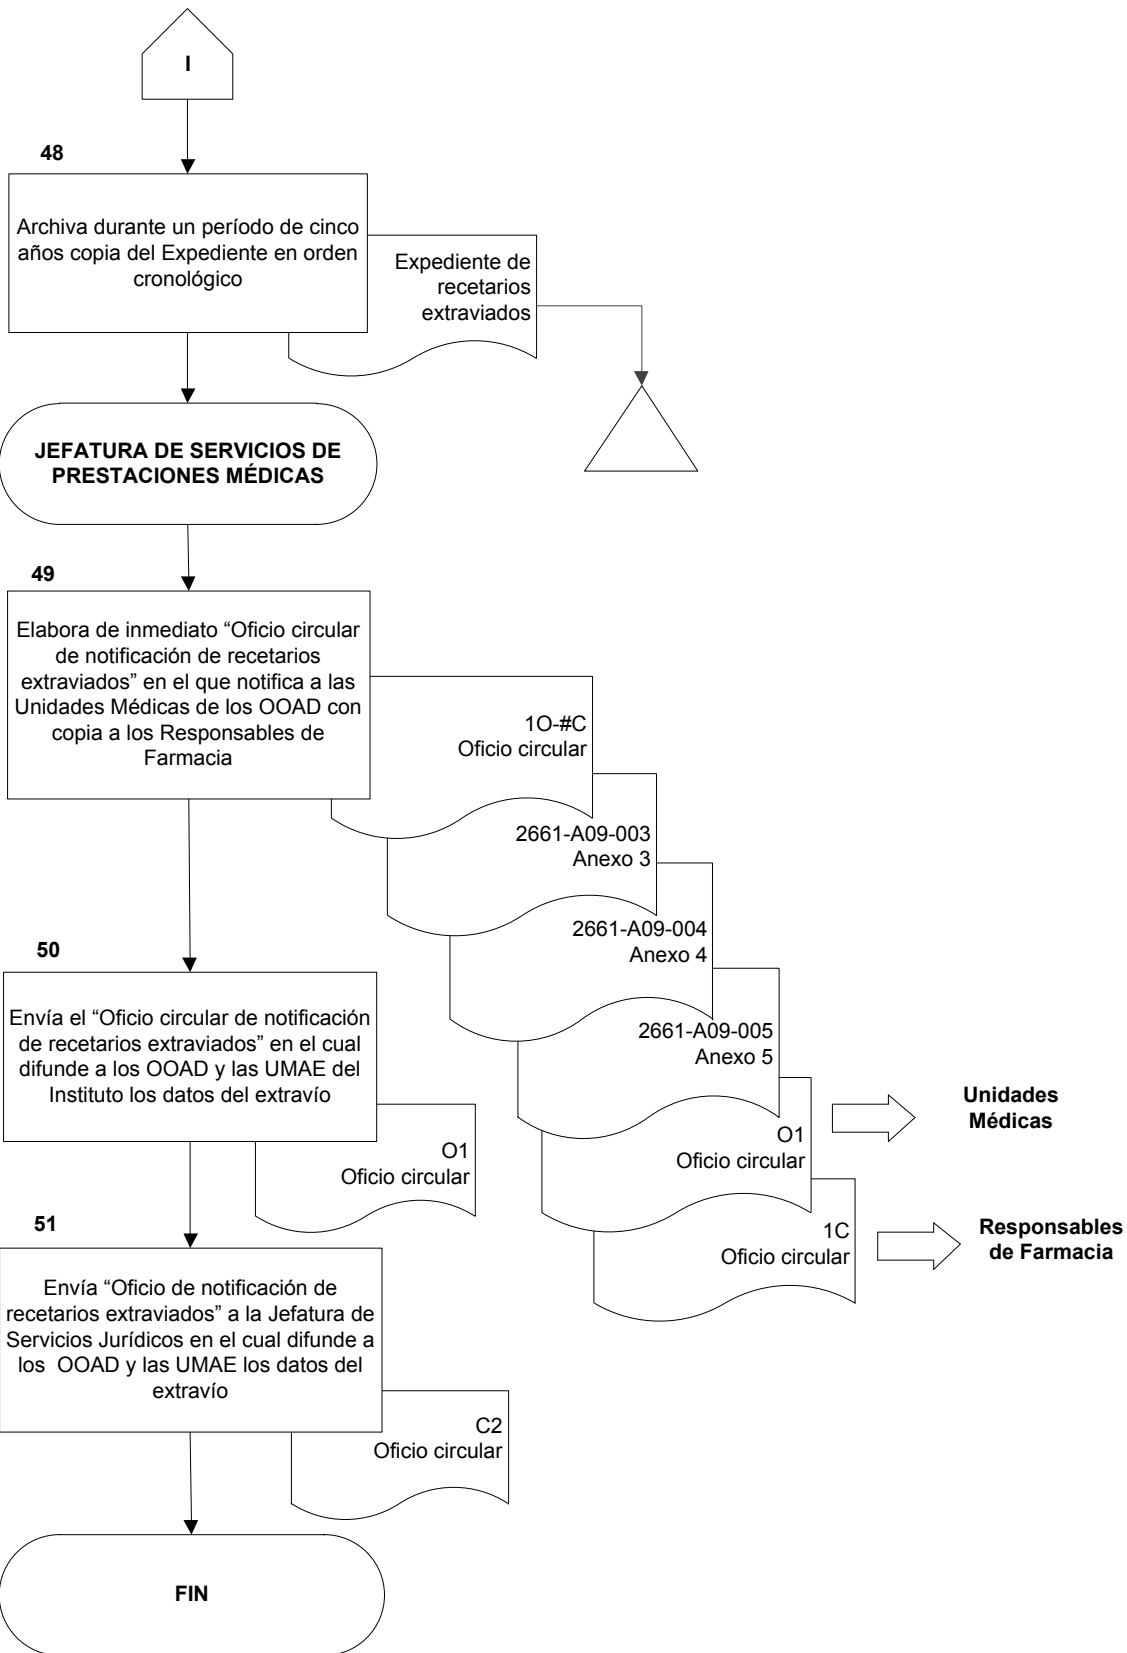 I
48
Archiva durante un período de cinco
años copia del Expediente en orden
cronológico
Expediente de
recetarios
extraviados
JEFATURA DE SERVICIOS DE
PRESTACIONES MÉDICAS
49
Elabora de inmediato “Oficio circular
de notificación de recetarios
extraviados” en el que notifica a las
Unidades Médicas de los OOAD con
copia a los Responsables de
Farmacia
1O-#C
Oficio circular
2661-A09-003
Anexo 3
2661-A09-004
Anexo 4
2661-A09-005
Anexo 5
O1
Oficio circular
Unidades
Médicas
1C
Oficio circular
Responsables
de Farmacia
50
Envía el “Oficio circular de notificación
de recetarios extraviados” en el cual
difunde a los OOAD y las UMAE del
Instituto los datos del extravío
O1
Oficio circular
51
Envía “Oficio de notificación de
recetarios extraviados” a la Jefatura de
Servicios Jurídicos en el cual difunde a
los OOAD y las UMAE los datos del
extravío
C2
Oficio circular
FIN